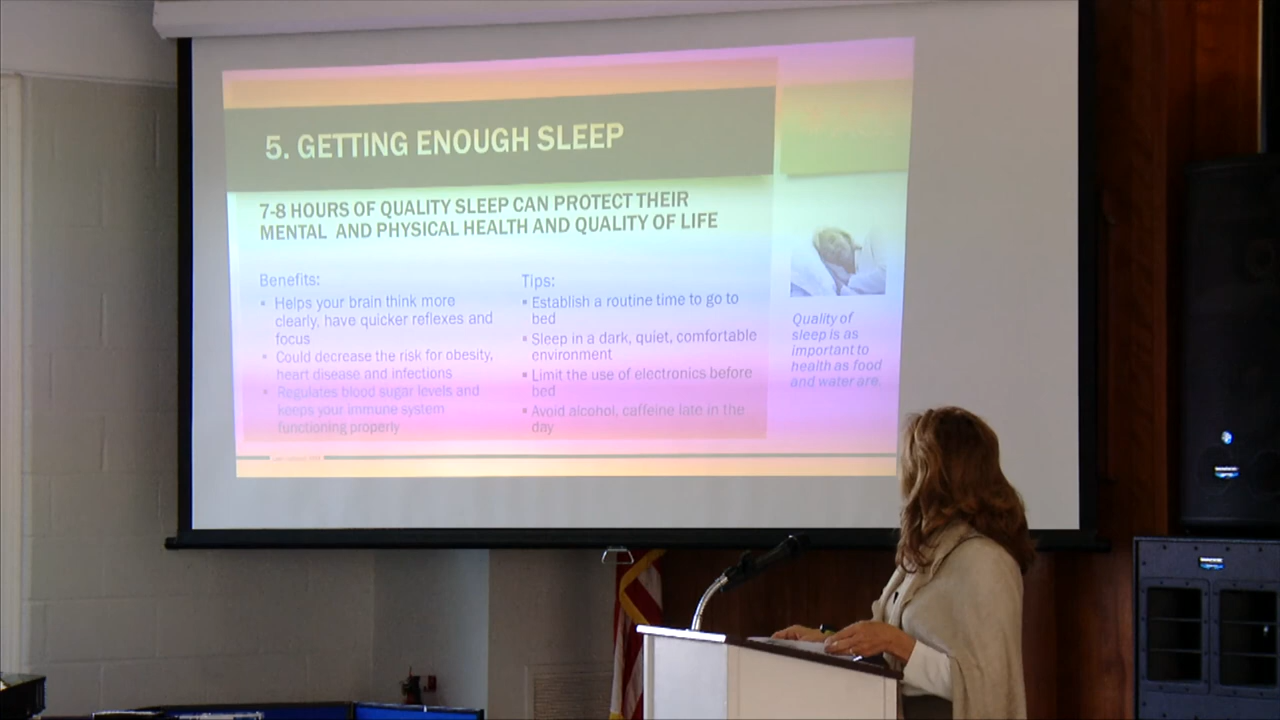 5. GETTING ENOUGH SLEEP
7-8 HOURS OF QUALITY SLEEP CAN PROTECT THEIR
MENTAL AND PHYSICAL HEALTH AND QUALITY OF LIFE
Benefits:
▪ Helps your brain think more
clearly, have quicker reflexes and
focus
▪ Could decrease the risk for obesity,
heart disease and infections
▪ Regulates blood sugar levels and
keeps your immune system
functioning properly
Tips:
▪ Establish a routine time to go to
bed
▪ Sleep in a dark, quiet, comfortable
environment
▪ Limit the use of electronics before
bed
▪ Avoid alcohol, caffeine late in the
day
Quality of
sleep is as
important to
health as food
and water are.